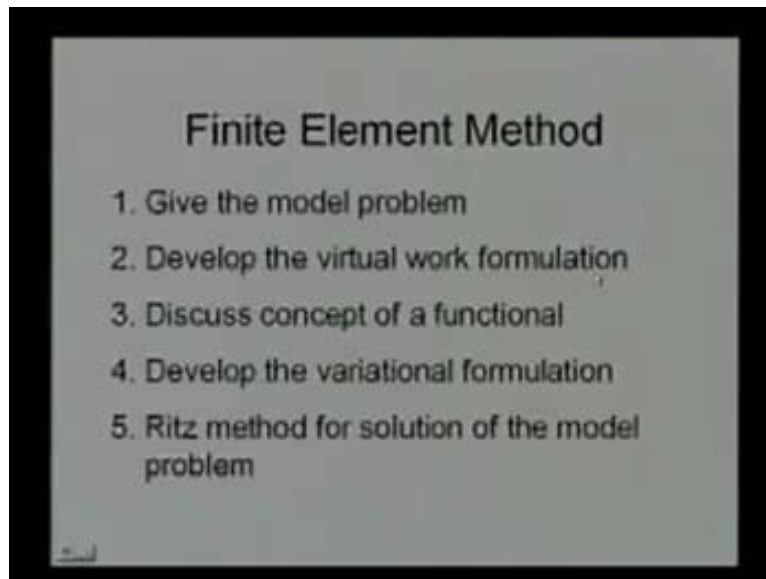 Finite Element Method
1. Give the model problem
2. Develop the virtual work formulation
3. Discuss concept of a functional
4. Develop the variational formulation
5. Ritz method for solution of the model
problem